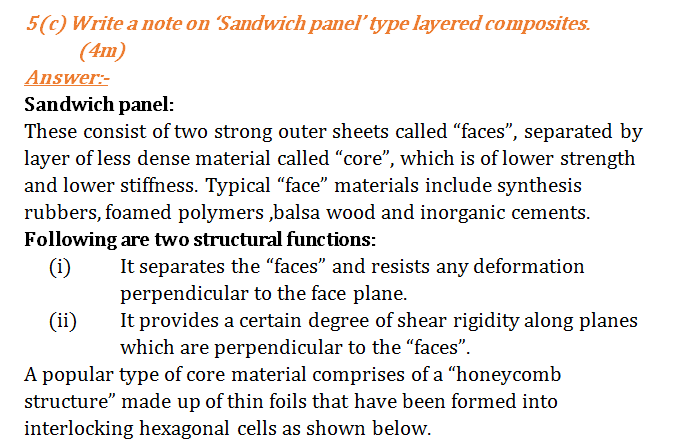 5(c) Write a note on ‘Sandwich panel’ type layered composites.
(4m)
Answer:-
Sandwich panel:
These consist of two strong outer sheets called “faces”, separated by
layer of less dense material called “core”, which is of lower strength
and lower stiffness. Typical “face” materials include synthesis
rubbers, foamed polymers ,balsa wood and inorganic cements.
Following are two structural functions:
(i) It separates the “faces” and resists any deformation
perpendicular to the face plane.
(ii) It provides a certain degree of shear rigidity along planes
which are perpendicular to the “faces”.
A popular type of core material comprises of a “honeycomb
structure” made up of thin foils that have been formed into
interlocking hexagonal cells as shown below.